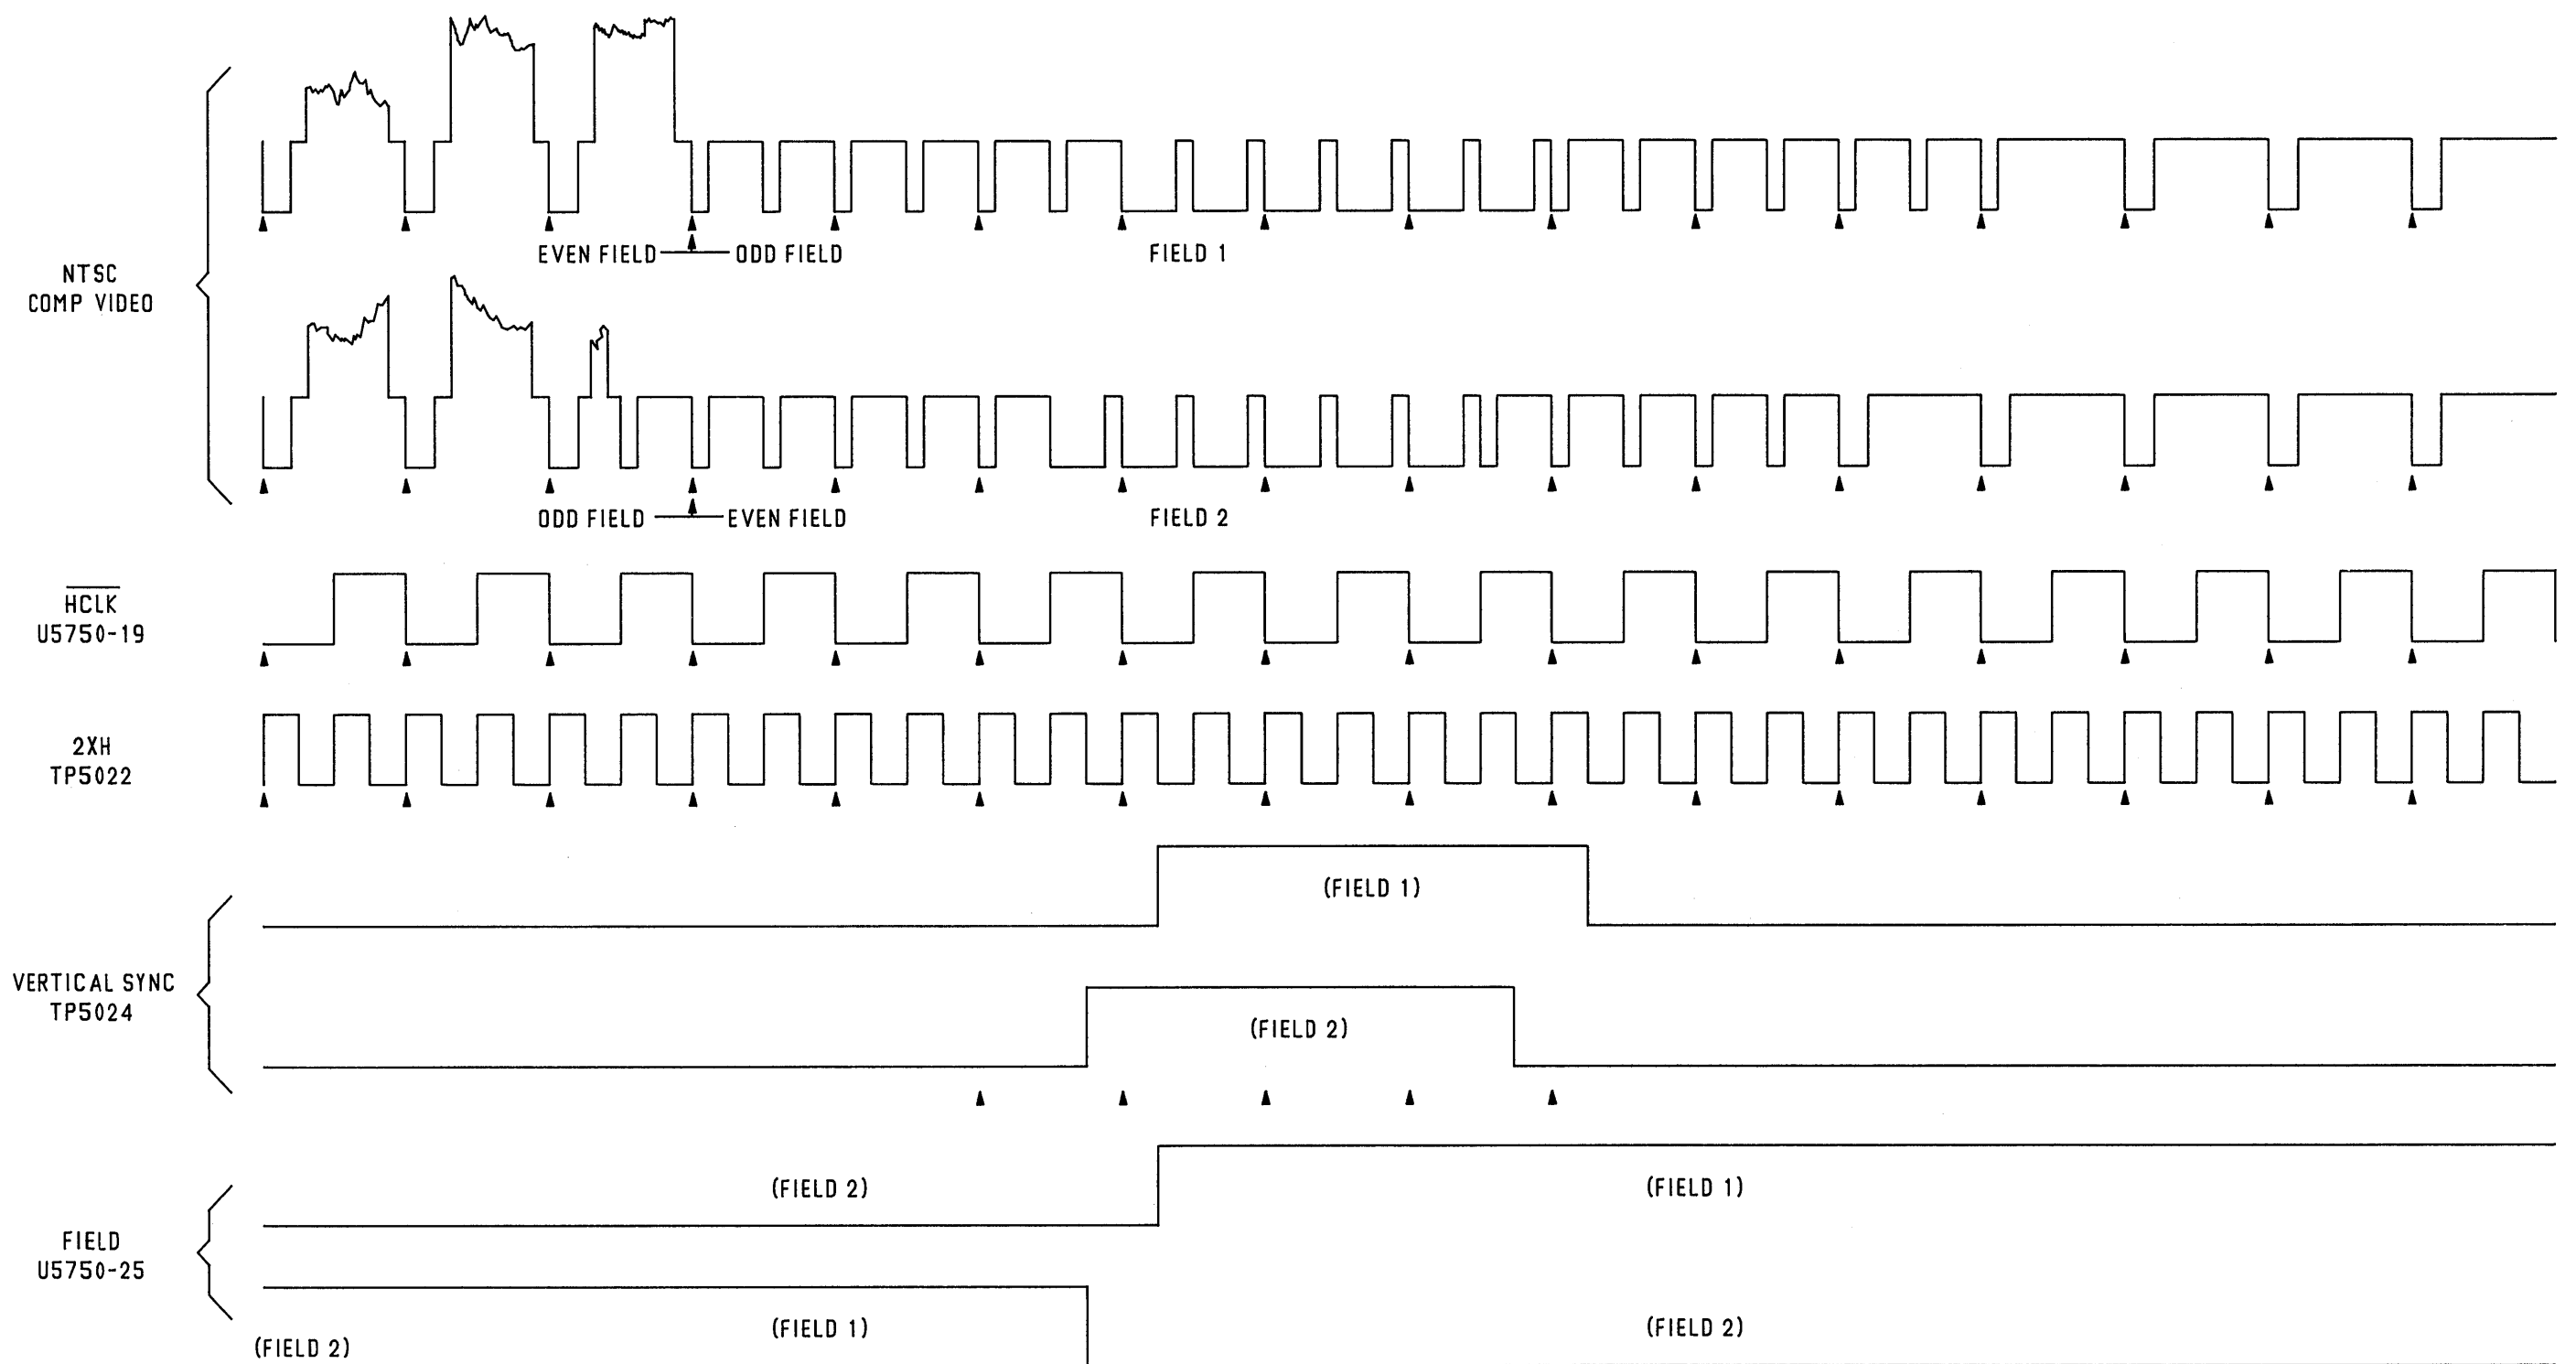 NTSC
COMP VIDEO
EVEN FIELD
ODD FIELD
FIELD 1
ODD FIELD
EVEN FIELD
FIELD 2
HCLK
U5750-19
2XH
TP5022
VERTICAL SYNC
TP5024
(FIELD 1)
(FIELD 2)
FIELD
U5750-25
(FIELD 2)
(FIELD 1)
(FIELD 1)
(FIELD 2)
(FIELD 2)